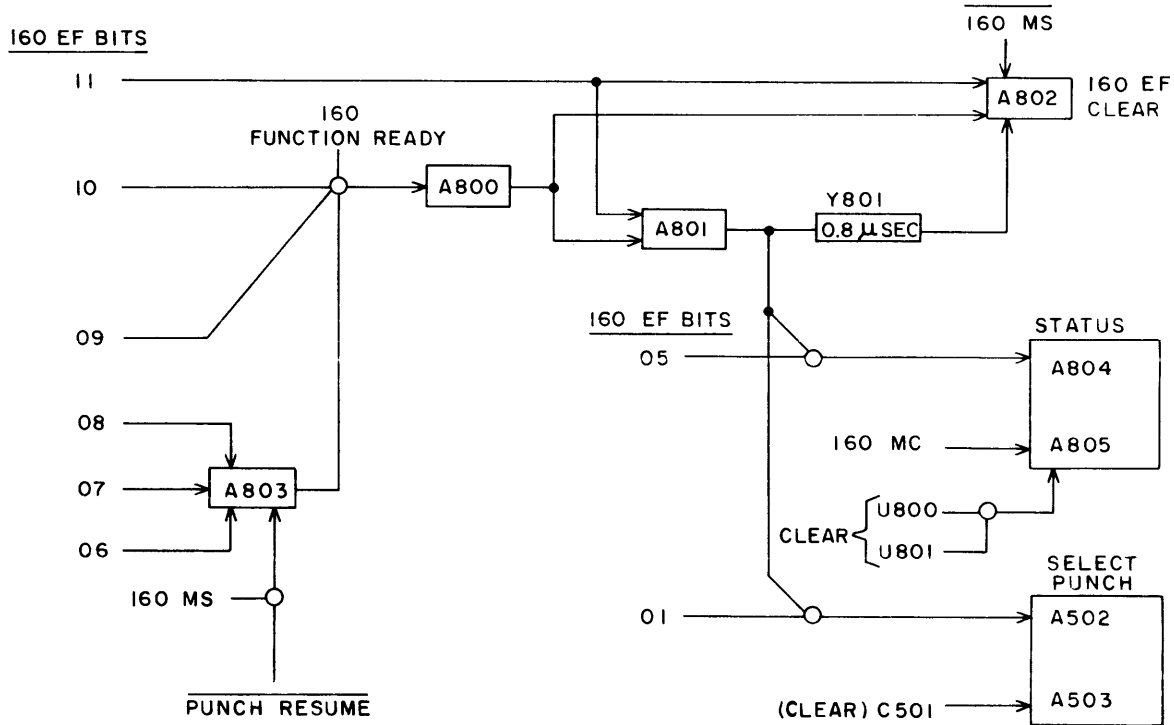 160 MS
160 EF BITS
11
A802
160 EF
CLEAR
160
FUNCTION READY
10
A800
Y801
A801
0.8 μSEC
09
160 EF BITS
05
STATUS
A804
08
160 MC
A805
07
A803
U800
CLEAR
U801
06
SELECT
PUNCH
160 MS
01
A502
PUNCH RESUME
(CLEAR) C501
A503